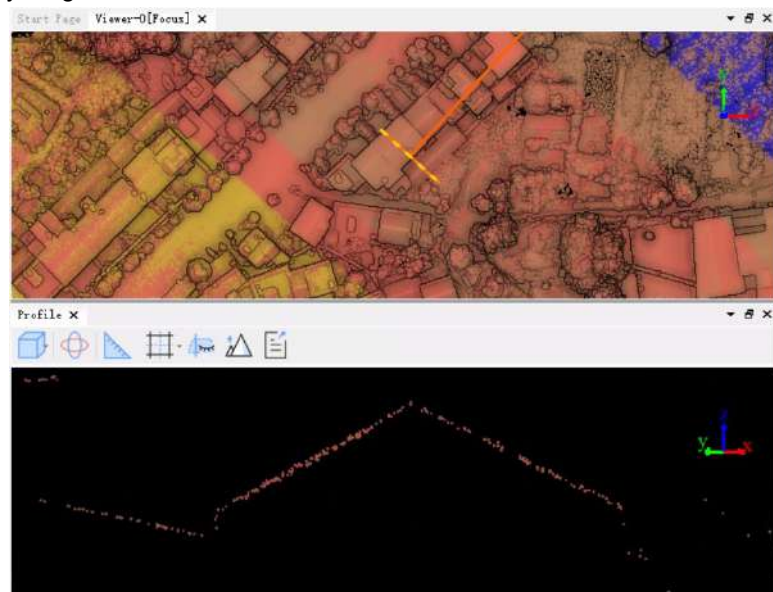 Start Page Viewer-0[Focus] ×
Profile ×
z
y x